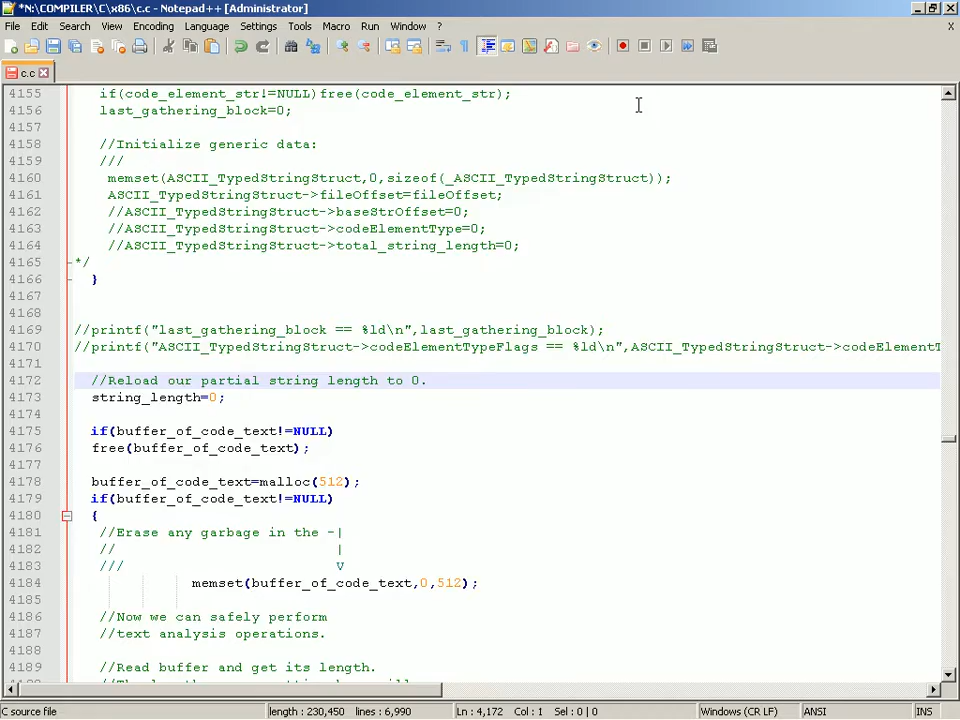 *N:\COMPILER\C\x86\c.c - Notepad++ [Administrator]
File Edit Search View Encoding Language Settings Tools Macro Run Window ? X
c.c
4155 if(code_element_str!=NULL)free(code_element_str);
4156 last_gathering_block=0;
4157
4158 //Initialize generic data:
4159 ///
4160 memset(ASCII_TypedStringStruct,0,sizeof(_ASCII_TypedStringStruct));
4161 ASCII_TypedStringStruct->fileOffset=fileOffset;
4162 //ASCII_TypedStringStruct->baseStrOffset=0;
4163 //ASCII_TypedStringStruct->codeElementType=0;
4164 //ASCII_TypedStringStruct->total_string_length=0;
4165 */
4166 }
4167
4168
4169 //printf("last_gathering_block == %ld\n",last_gathering_block);
4170 //printf("ASCII_TypedStringStruct->codeElementTypeFlags == %ld\n",ASCII_TypedStringStruct->codeElementT
4171
4172 //Reload our partial string length to 0.
4173 string_length=0;
4174
4175 if(buffer_of_code_text!=NULL)
4176 free(buffer_of_code_text);
4177
4178 buffer_of_code_text=malloc(512);
4179 if(buffer_of_code_text!=NULL)
4180 {
4181 //Erase any garbage in the -|
4182 // |
4183 /// V
4184 memset(buffer_of_code_text,0,512);
4185
4186 //Now we can safely perform
4187 //text analysis operations.
4188
4189 //Read buffer and get its length.
length : 230,450 lines : 6,990 Ln : 4,172 Col : 1 Sel : 0 | 0 Windows (CR LF) ANSI INS